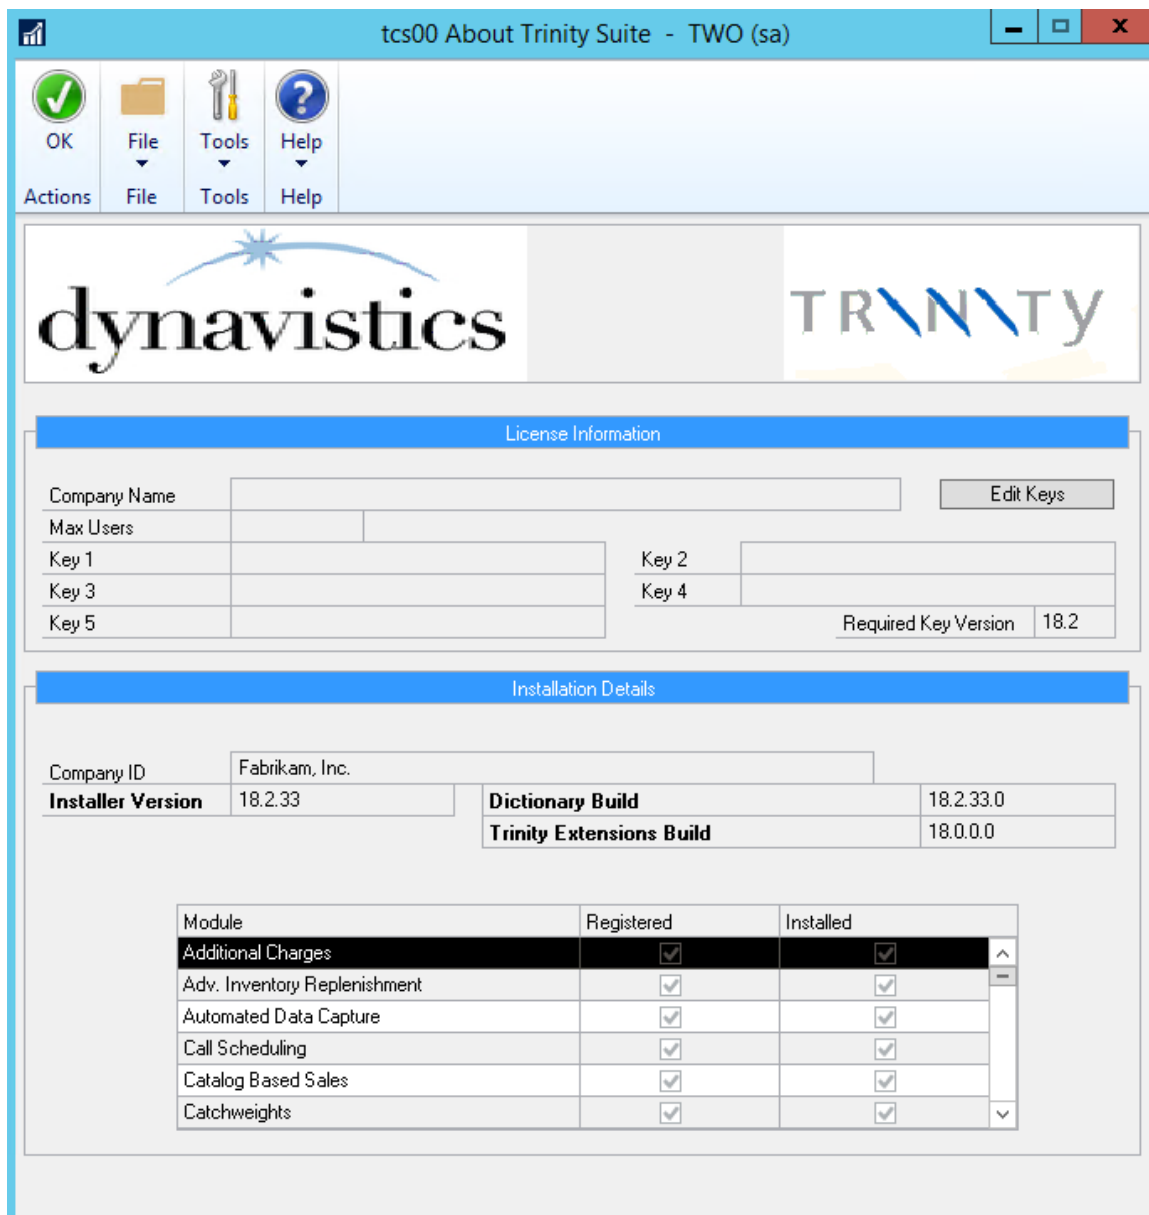 tcs00 About Trinity Suite - TWO (sa)
OK File Tools Help
Actions File Tools Help
dynavistics TRINITY
License Information
Company Name Edit Keys
Max Users
Key 1 Key 2
Key 3 Key 4
Key 5 Required Key Version 18.2
Installation Details
Company ID Fabrikam, Inc.
Installer Version 18.2.33 Dictionary Build 18.2.33.0
Trinity Extensions Build 18.0.0.0
Module Registered Installed
Additional Charges
Adv. Inventory Replenishment
Automated Data Capture
Call Scheduling
Catalog Based Sales
Catchweights